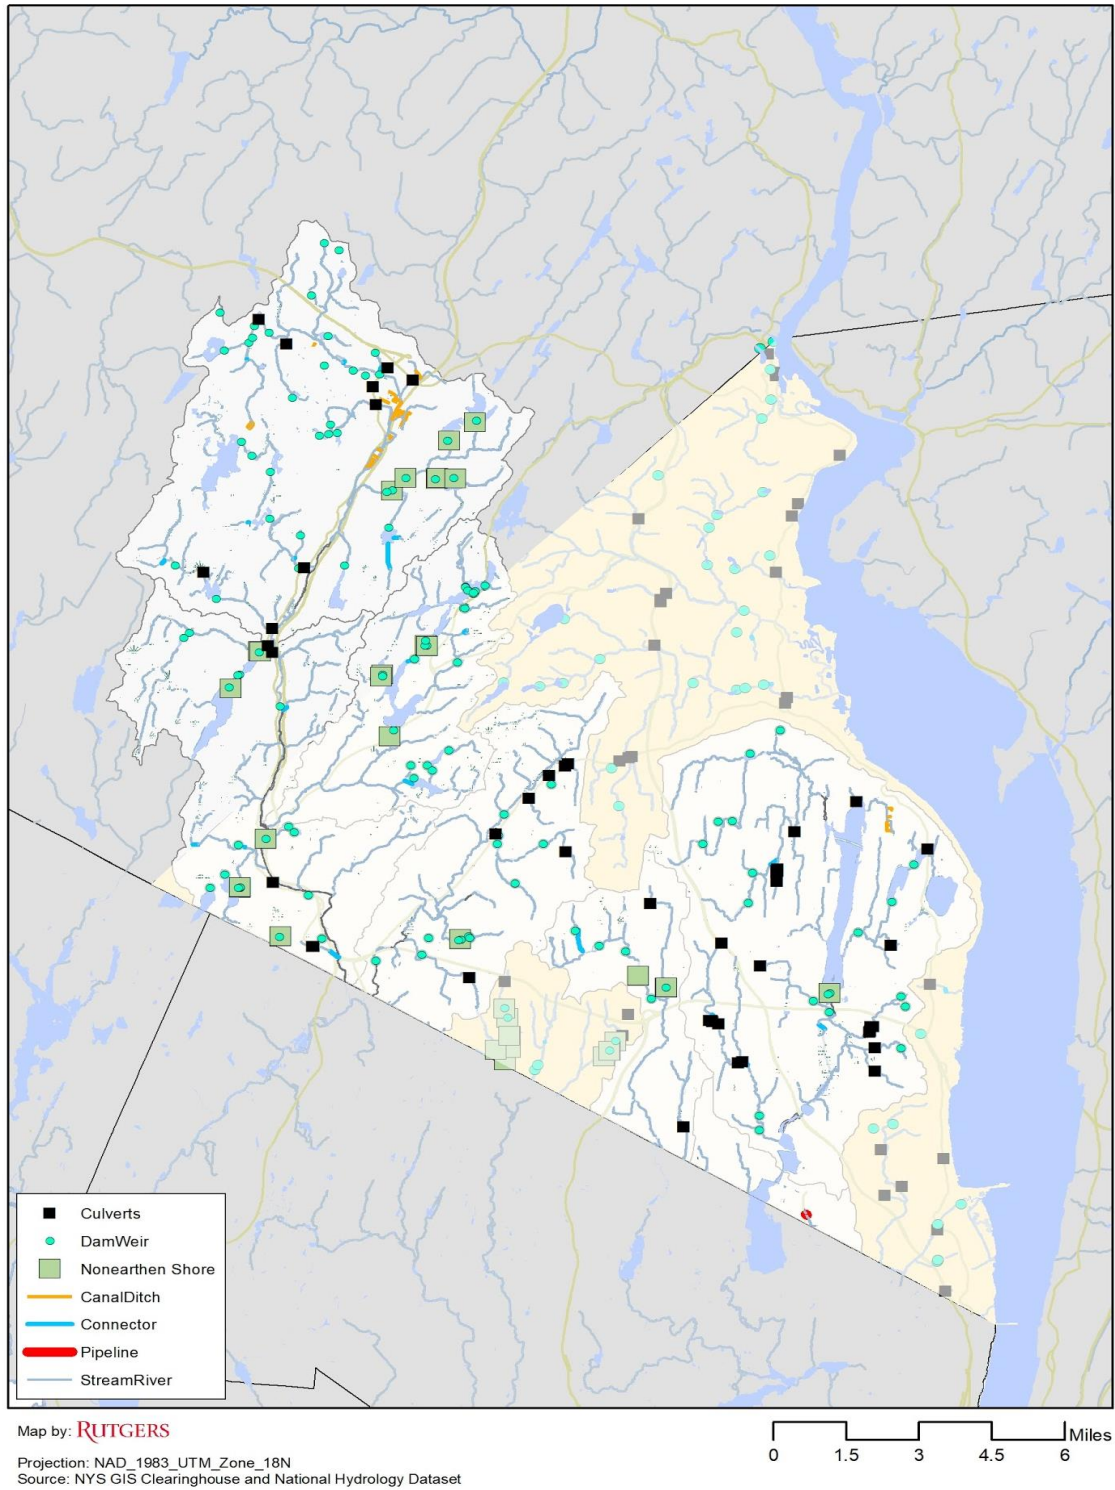 Culverts
DamWeir
Nonearthen Shore
CanalDitch
Connector
Pipeline
StreamRiver
Map by: RUTGERS
Projection: NAD_1983_UTM_Zone_18N
Source: NYS GIS Clearinghouse and National Hydrology Dataset
Miles
0 1.5 3 4.5 6